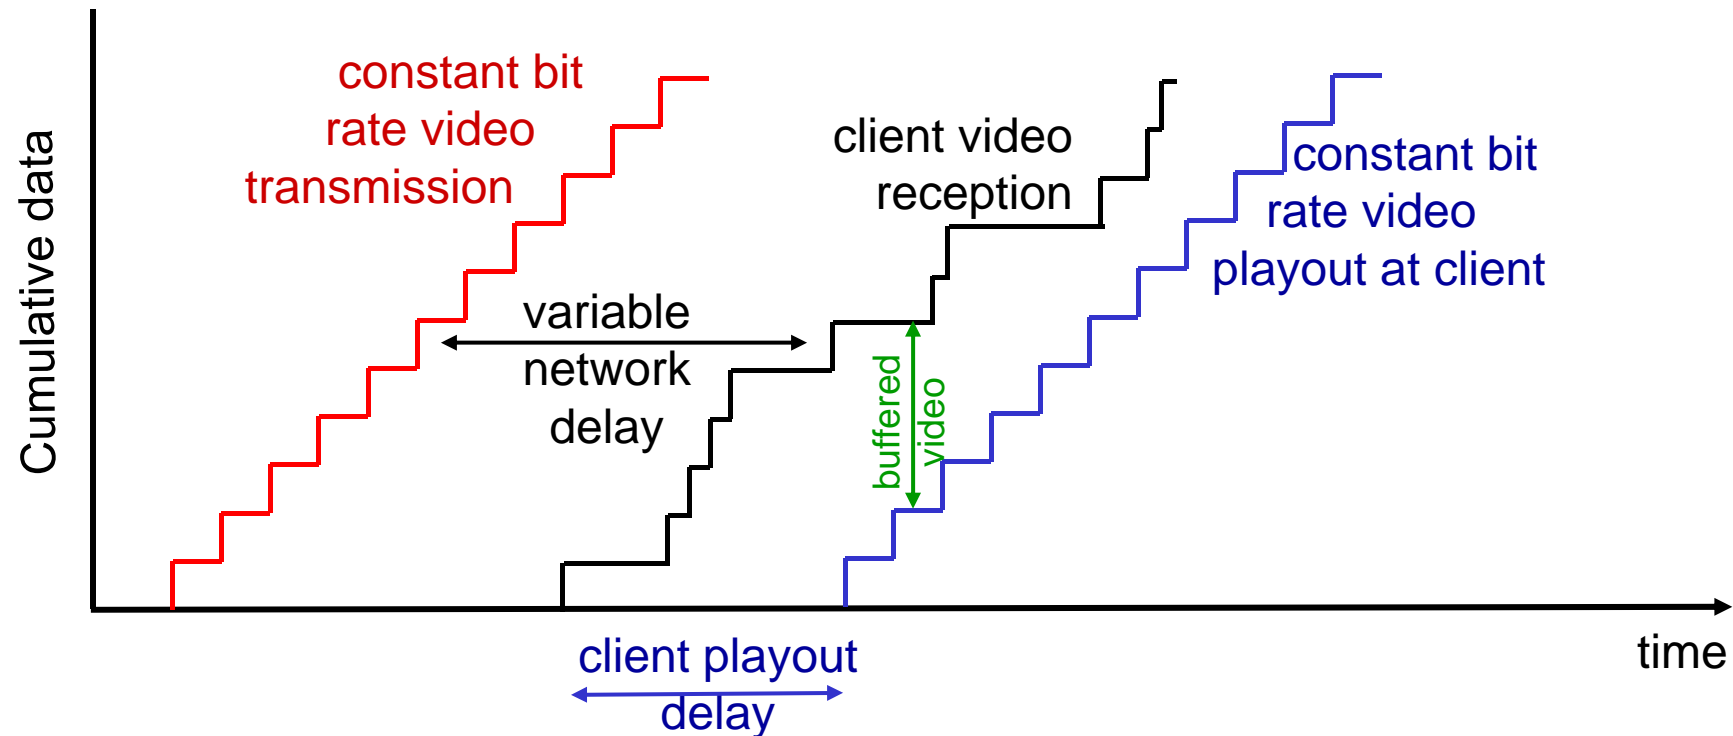 constant bit
rate video
transmission
client video
reception
constant bit
rate video
playout at client
Cumulative data
variable
network
delay
buffered
video
client playout
delay
time